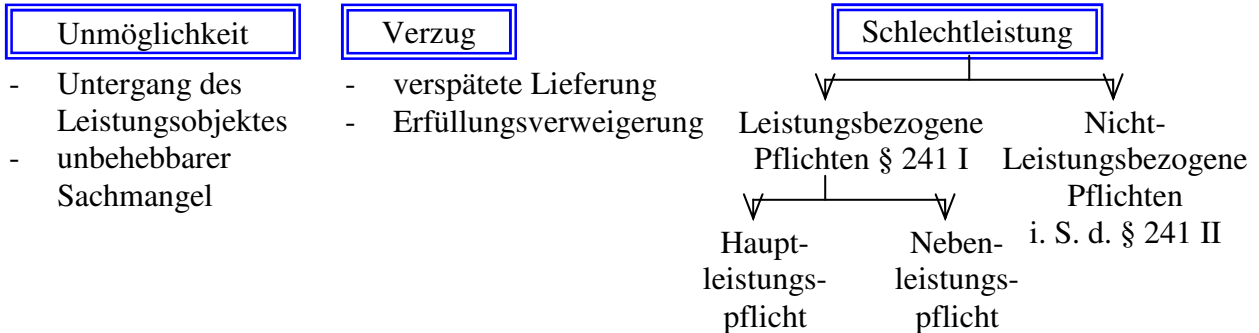 Unmöglichkeit
- Untergang des
Leistungsobjektes
- unbehebbarer
Sachmangel
Verzug
- verspätete Lieferung
- Erfüllungsverweigerung
Schlechtleistung
Leistungsbezogene
Pflichten § 241 I
Nicht-
Leistungsbezogene
Pflichten
i. S. d. § 241 II
Haupt-
leistungs-
pflicht
Neben-
leistungs-
pflicht